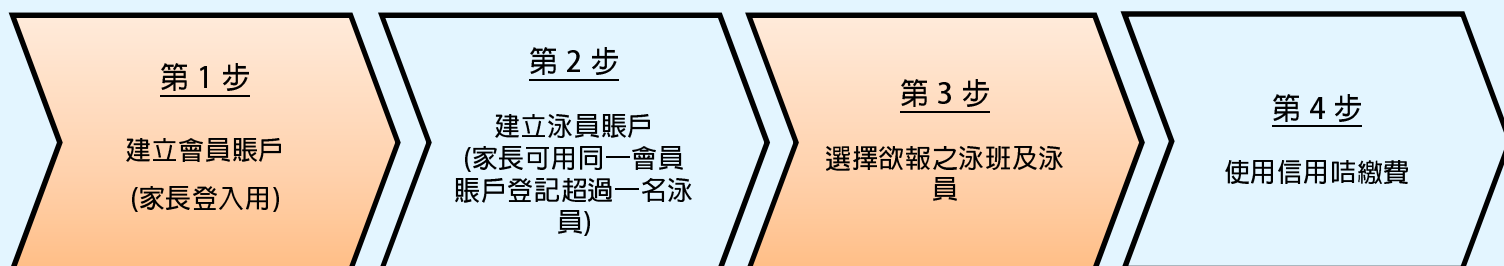 第 1 步
建立會員賬戶
(家長登入用)
第 2 步
建立泳員賬戶
(家長可用同一會員
賬戶登記超過一名泳
員)
第 3 步
選擇欲報之泳班及泳
員
第 4 步
使用信用咭繳費